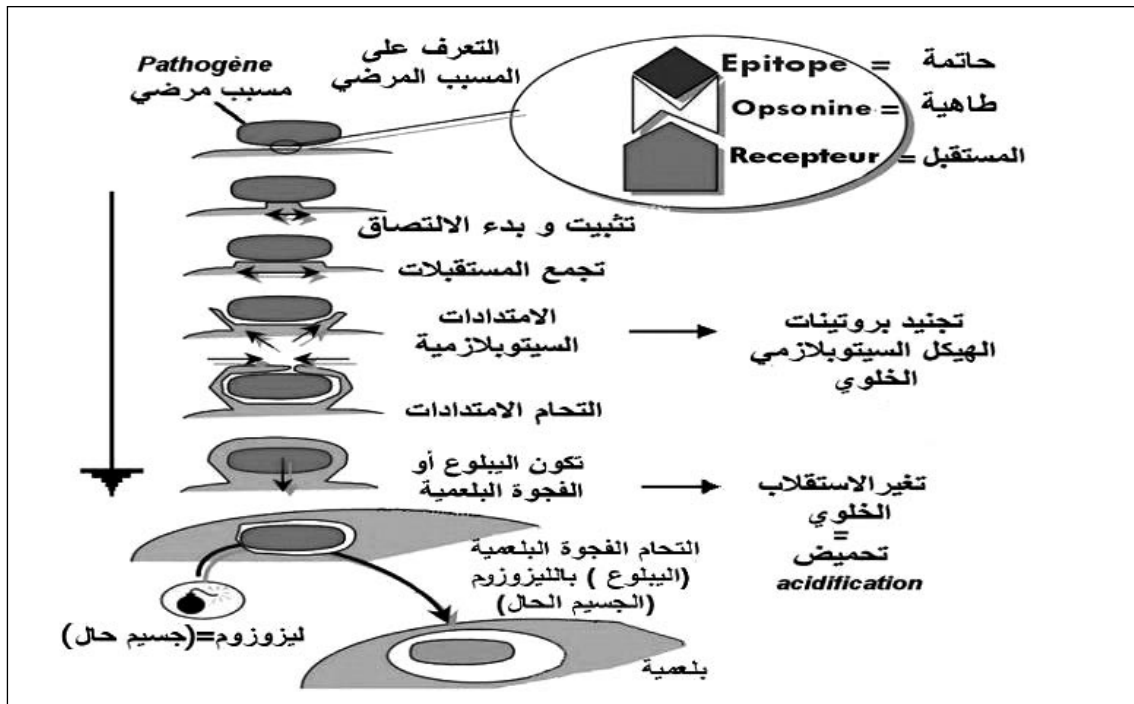 التعرف على
المسبب المرضي
Pathogène
مسبب مرضي
Epitope = حاتمة
Opsonine = طاهية
Recepteur = المستقبل
تثبيت و بدء الالتصاق
تجمع المستقبلات
الامتدادات
السيتوبلازمية
تجنيد بروتينات
الهيكل السيتوبلازمي
الخلوي
التحام الامتدادات
تكون اليبلوع أو
الفجوة البلعمية
تغير الاستقلاب
الخلوي
=
تحميض
acidification
التحام الفجوة البلعمية
(اليبلوع ) بالليزوزوم
(الجسيم الحال)
ليزوزوم=(جسيم حال)
بلعمية